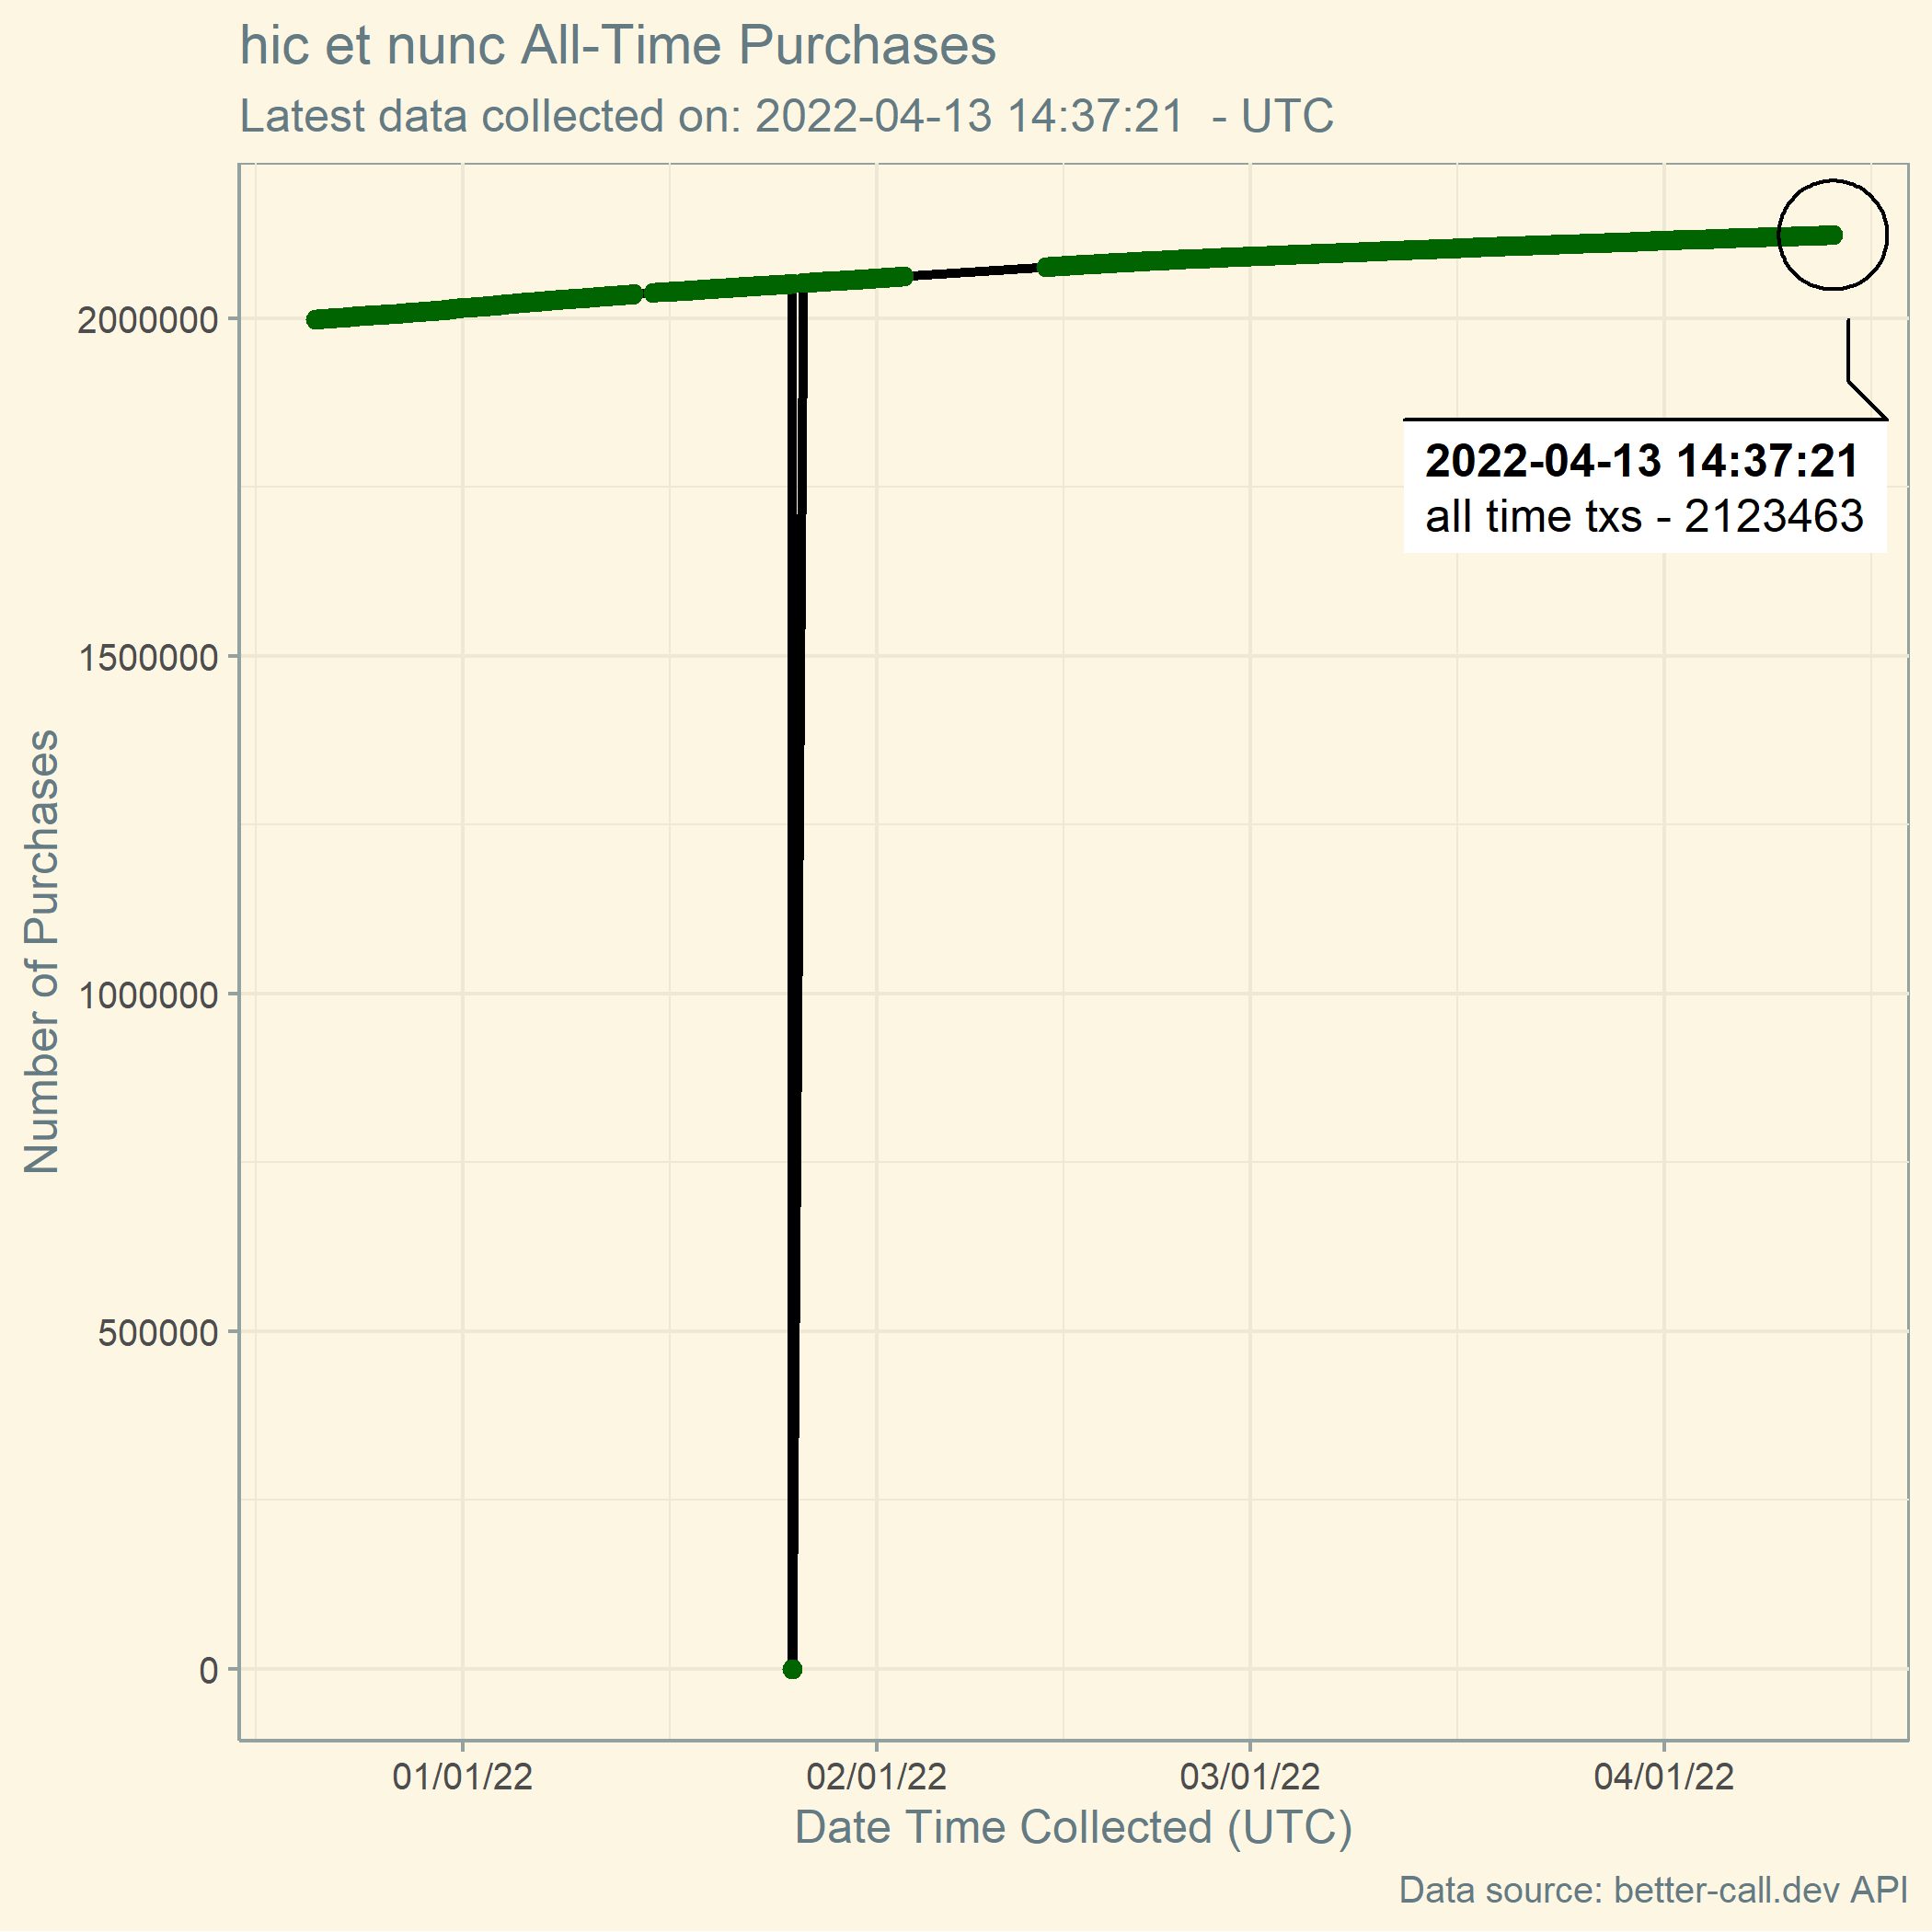 hic et nunc All-Time Purchases
Latest data collected on: 2022-04-13 14:37:21  - UTC
2000000
1500000
1000000
500000
0
Number of Purchases
2022-04-13 14:37:21
all time txs - 2123463
01/01/22
02/01/22
03/01/22
04/01/22
Date Time Collected (UTC)
Data source: better-call.dev API